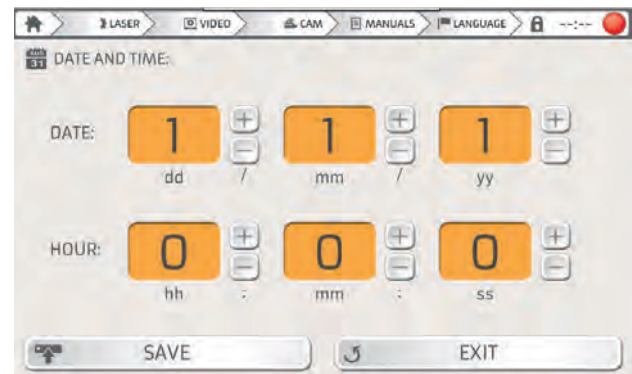 LASER VIDEO CAM MANUALS LANGUAGE --:--
31 DATE AND TIME:
DATE: 1 + - 1 + - 1 + -
dd / mm / yy
HOUR: 0 + - 0 + - 0 + -
hh : mm : ss
SAVE EXIT